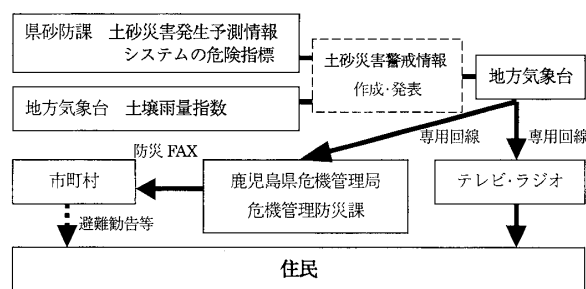 県砂防課 土砂災害発生予測情報
システムの危険指標
土砂災害警戒情報
作成・発表
地方気象台
地方気象台 土壌雨量指数
専用回線
専用回線
防災 FAX
市町村
鹿児島県危機管理局
危機管理防災課
テレビ・ラジオ
避難勧告等
住民